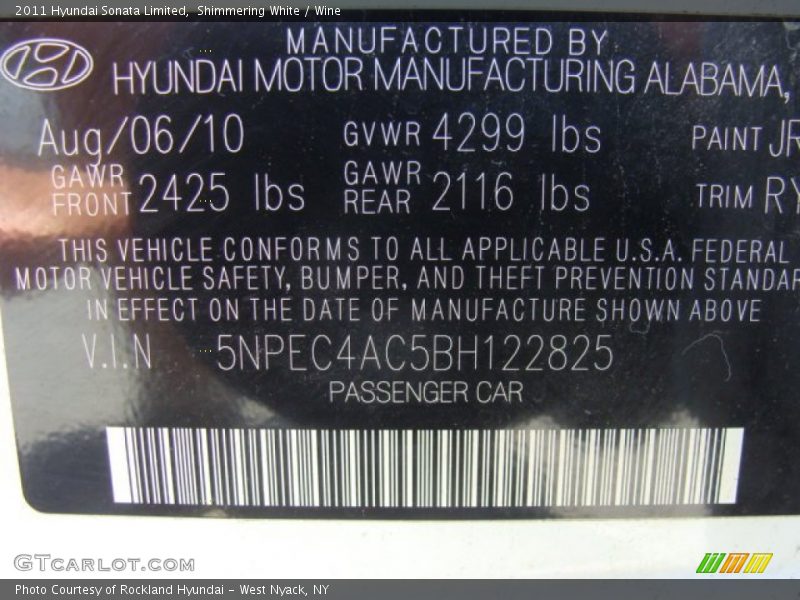 2011 Hyundai Sonata Limited, Shimmering White / Wine
MANUFACTURED BY
HYUNDAI MOTOR MANUFACTURING ALABAMA,
Aug/06/10 GVWR 4299 lbs PAINT JR
GAWR FRONT 2425 lbs GAWR REAR 2116 lbs TRIM RY
THIS VEHICLE CONFORMS TO ALL APPLICABLE U.S.A. FEDERAL
MOTOR VEHICLE SAFETY, BUMPER, AND THEFT PREVENTION STANDAR
IN EFFECT ON THE DATE OF MANUFACTURE SHOWN ABOVE
V.I.N 5NPEC4AC5BH122825
PASSENGER CAR
GTCARLOT.COM
Photo Courtesy of Rockland Hyundai - West Nyack, NY